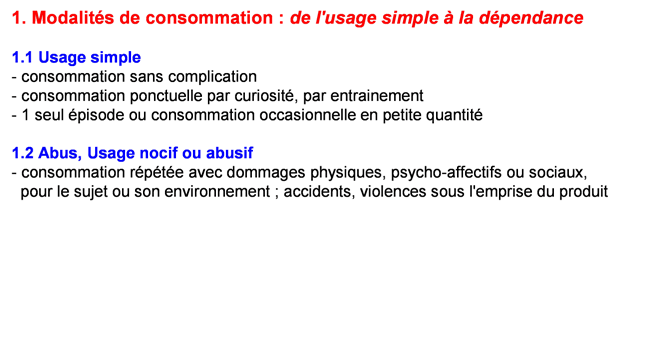 1. Modalités de consommation : de l'usage simple à la dépendance
1.1 Usage simple
- consommation sans complication
- consommation ponctuelle par curiosité, par entrainement
- 1 seul épisode ou consommation occasionnelle en petite quantité
1.2 Abus, Usage nocif ou abusif
- consommation répétée avec dommages physiques, psycho-affectifs ou sociaux,
pour le sujet ou son environnement ; accidents, violences sous l'emprise du produit